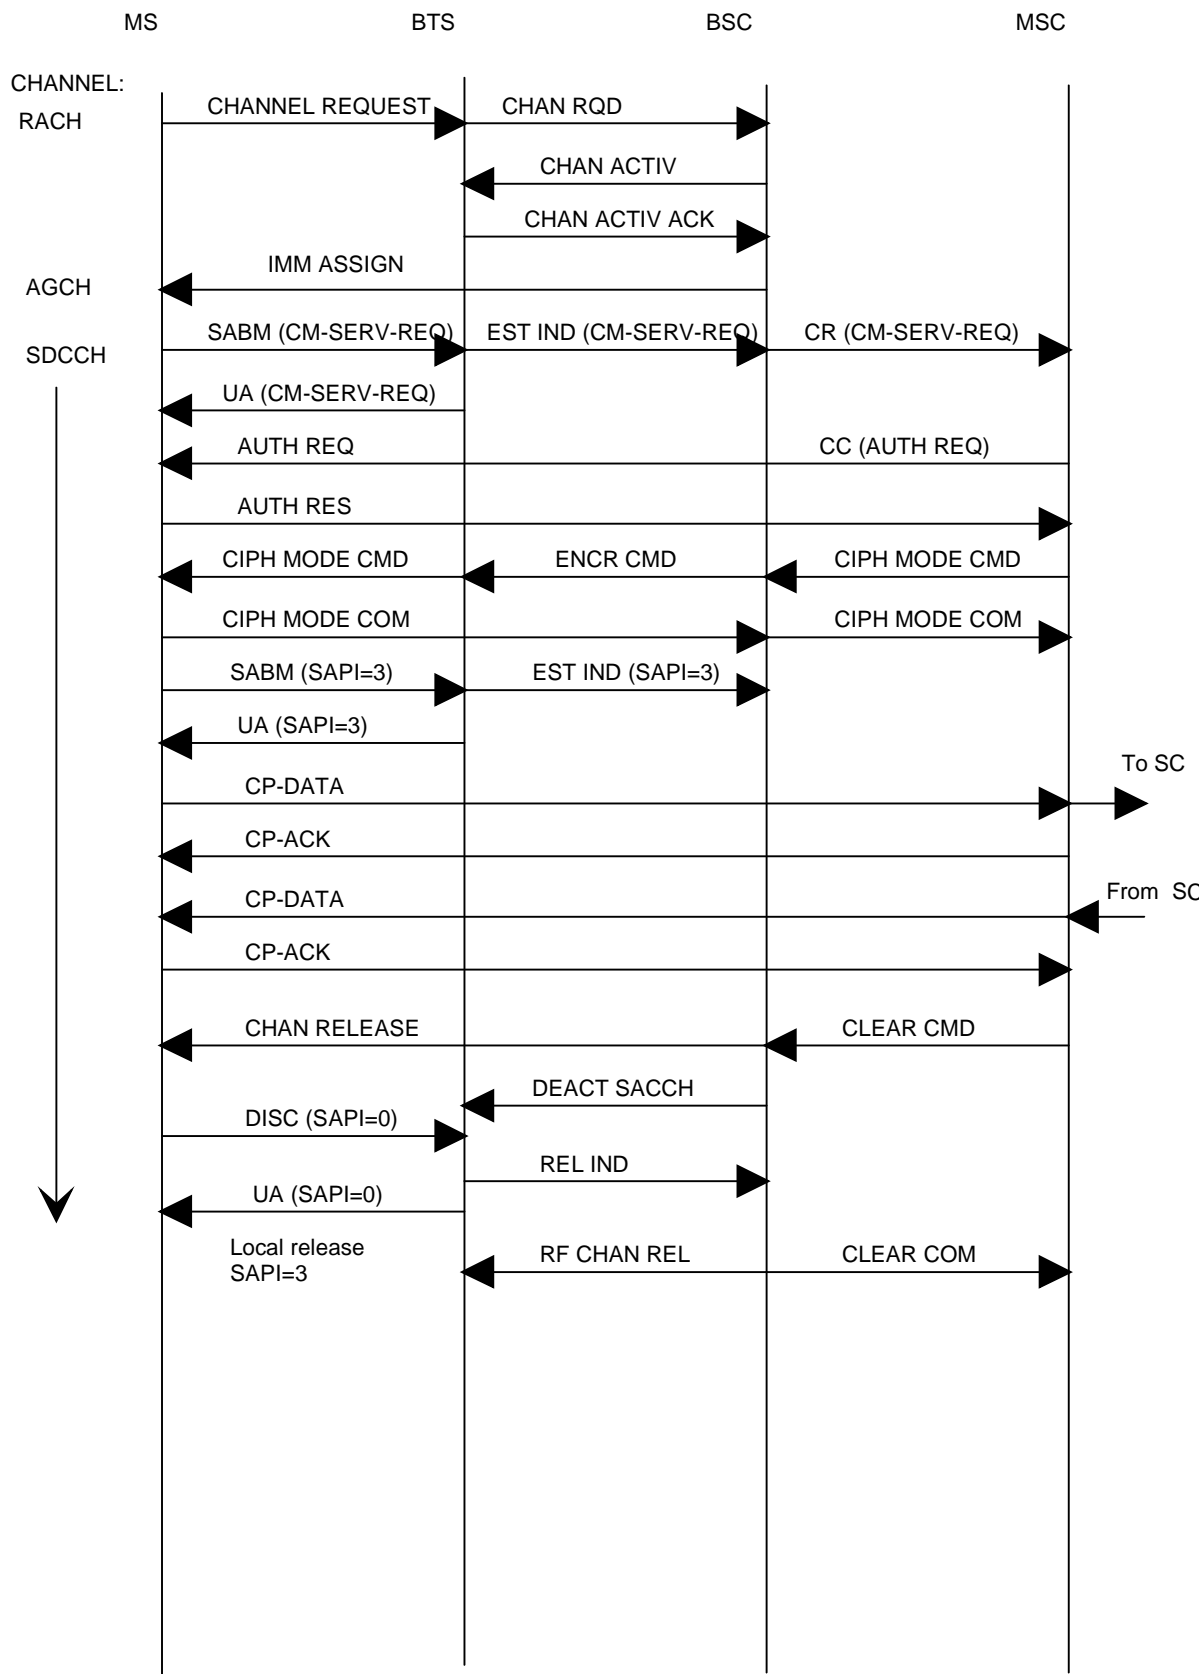 MS BTS BSC MSC
CHANNEL:
RACH CHANNEL REQUEST CHAN RQD
CHAN ACTIV
CHAN ACTIV ACK
IMM ASSIGN
AGCH
SABM (CM-SERV-REQ) EST IND (CM-SERV-REQ) CR (CM-SERV-REQ)
SDCCH
UA (CM-SERV-REQ)
AUTH REQ CC (AUTH REQ)
AUTH RES
CIPH MODE CMD ENCR CMD CIPH MODE CMD
CIPH MODE COM CIPH MODE COM
SABM (SAPI=3) EST IND (SAPI=3)
UA (SAPI=3)
To SC
CP-DATA
CP-ACK
CP-DATA From SC
CP-ACK
CHAN RELEASE CLEAR CMD
DEACT SACCH
DISC (SAPI=0)
REL IND
UA (SAPI=0)
Local release
SAPI=3
RF CHAN REL CLEAR COM